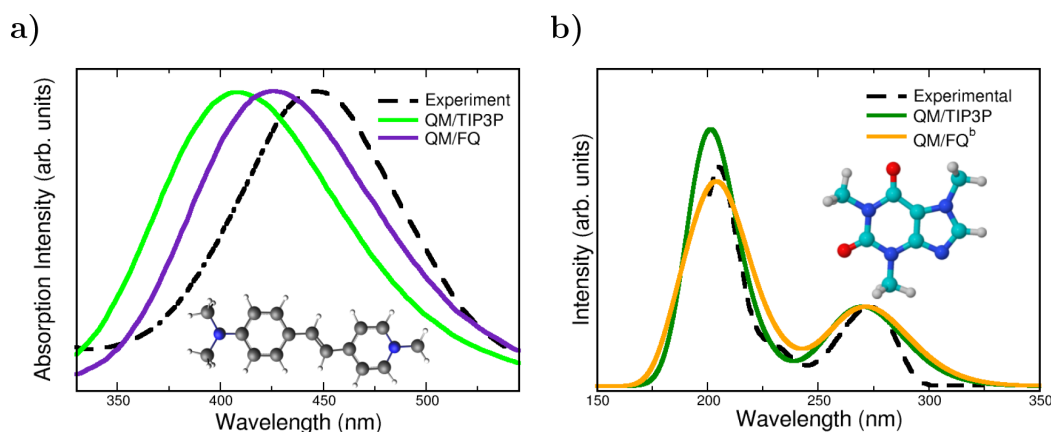 a)
Absorption Intensity (arb. units)
Experiment
QM/TIP3P
QM/FQ
350
400
450
500
Wavelength (nm)
b)
Intensity (arb. units)
Experimental
QM/TIP3P
QM/FQᵇ
150
200
250
300
350
Wavelength (nm)